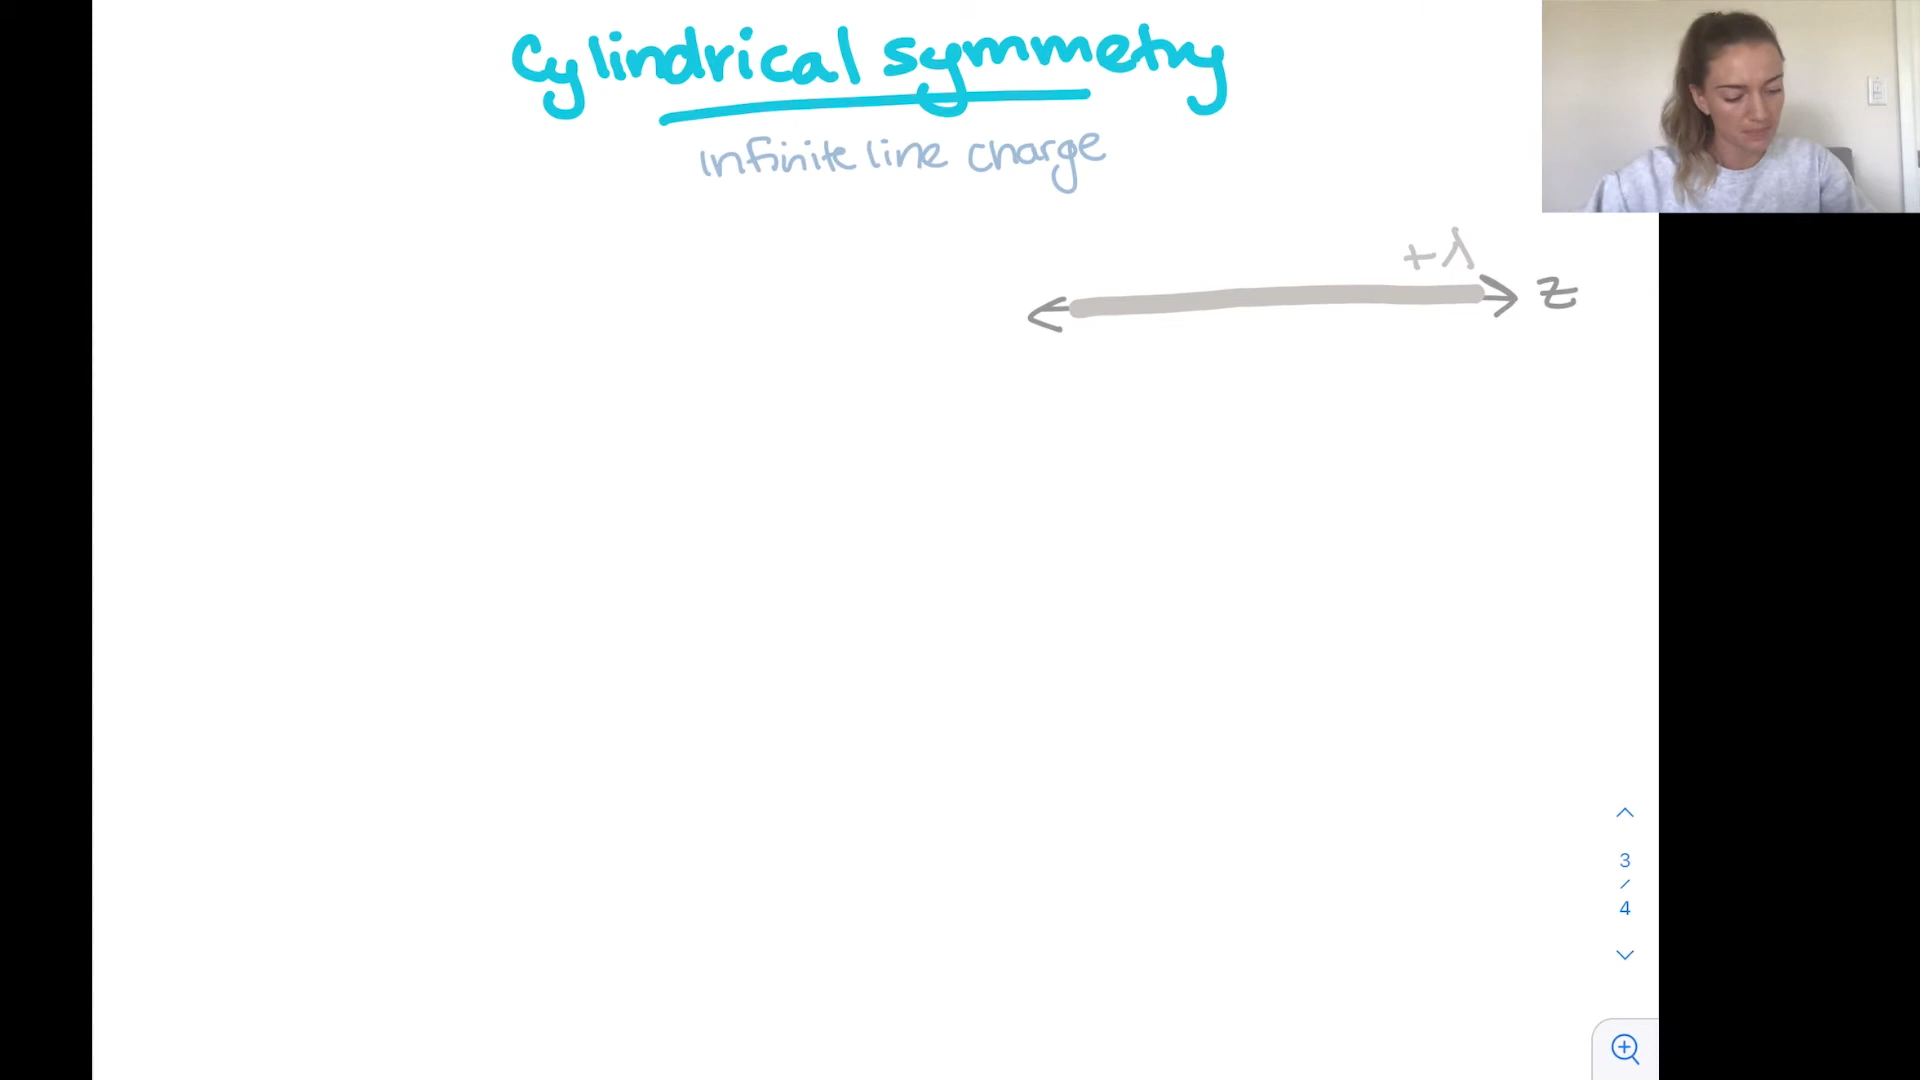 Cylindrical symmetry
infinite line charge
+λ
z
3
/
4